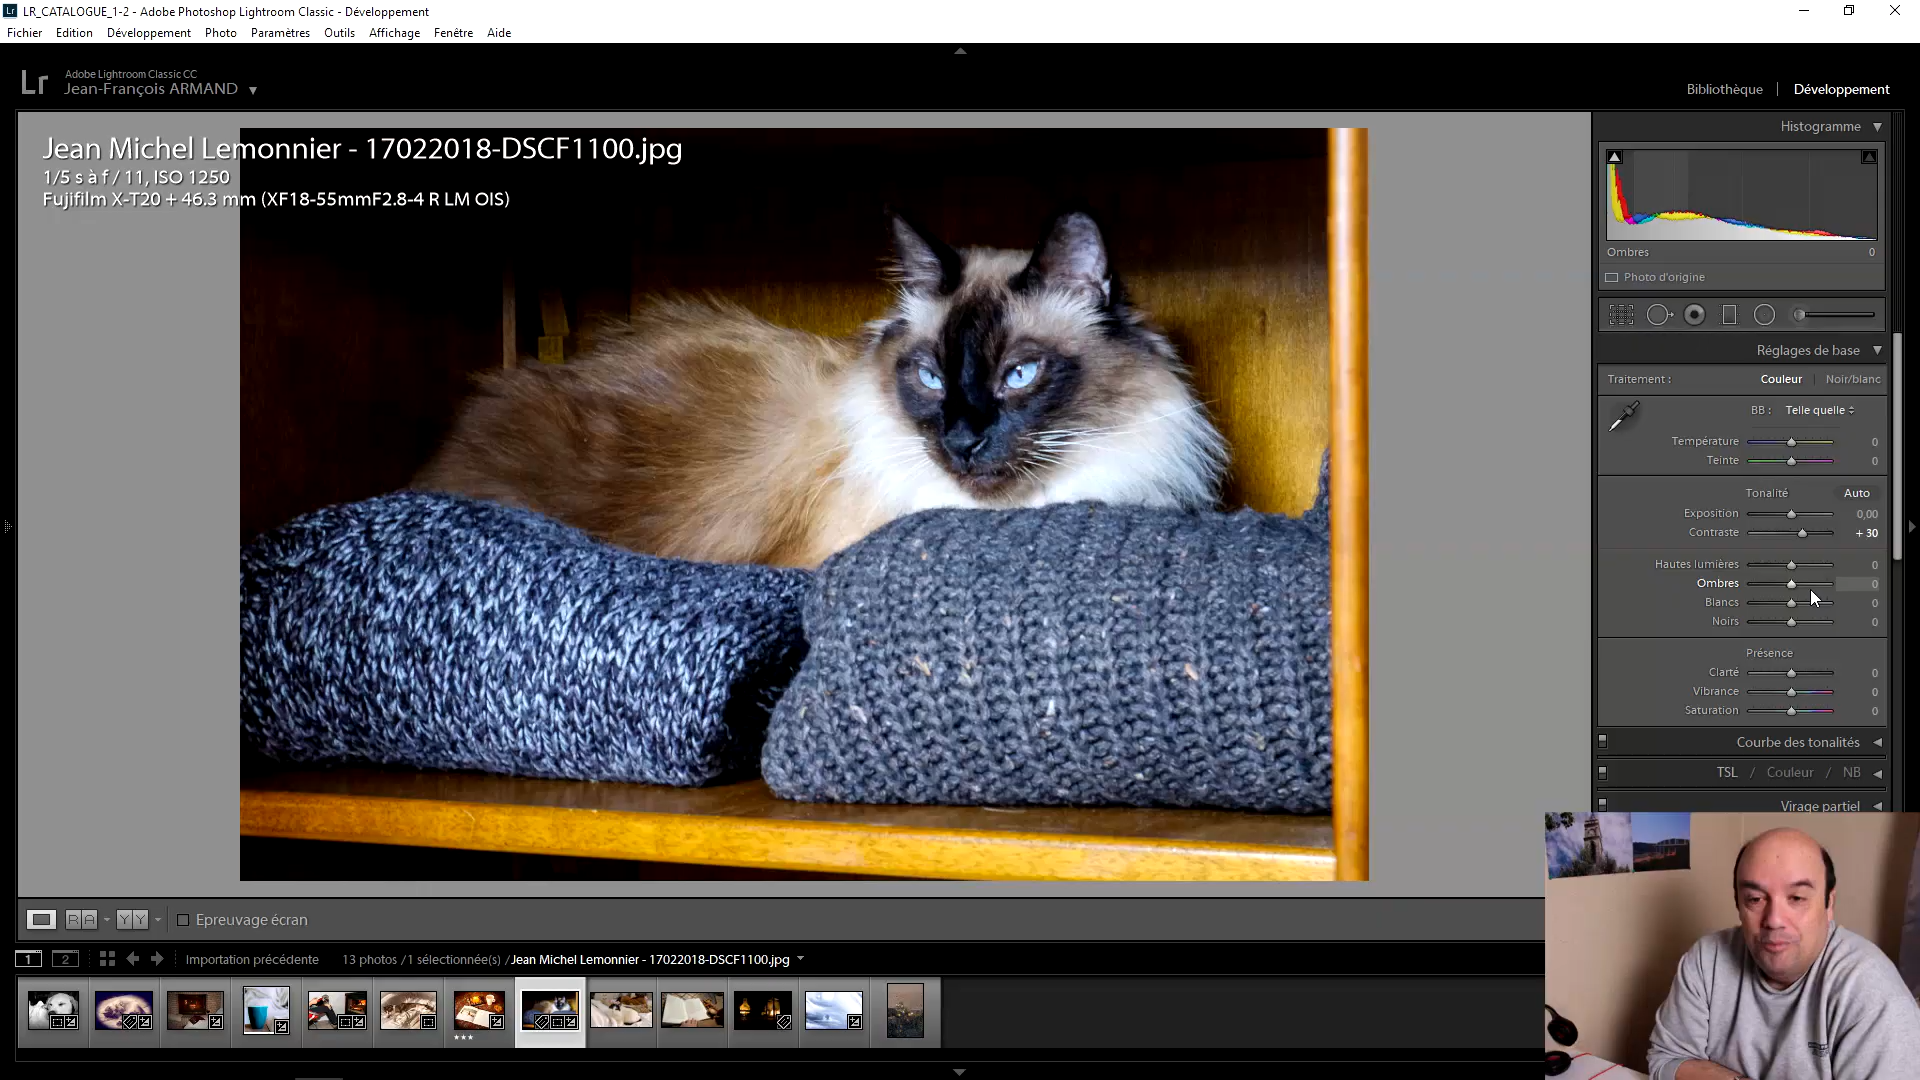 LR_CATALOGUE_1-2 - Adobe Photoshop Lightroom Classic - Développement
Fichier Edition Développement Photo Paramètres Outils Affichage Fenêtre Aide
Lr
Adobe Lightroom Classic CC
Jean-François ARMAND
Bibliothèque | Développement
Jean Michel Lemonnier - 17022018-DSCF1100.jpg
1/5 s à f / 11, ISO 1250
Fujifilm X-T20 + 46.3 mm (XF18-55mmF2.8-4 R LM OIS)
Histogramme
Ombres 0
Photo d'origine
Réglages de base
Traitement : Couleur | Noir/blanc
BB : Telle quelle
Température 0
Teinte 0
Tonalité Auto
Exposition 0,00
Contraste + 30
Hautes lumières 0
Ombres 0
Blancs 0
Noirs 0
Présence
Clarté 0
Vibrance 0
Saturation 0
Courbe des tonalités
TSL / Couleur / NB
Virage partiel
R A Y Y Epreuvage écran
1 2 Importation précédente 13 photos /1 sélectionnée(s) /Jean Michel Lemonnier - 17022018-DSCF1100.jpg